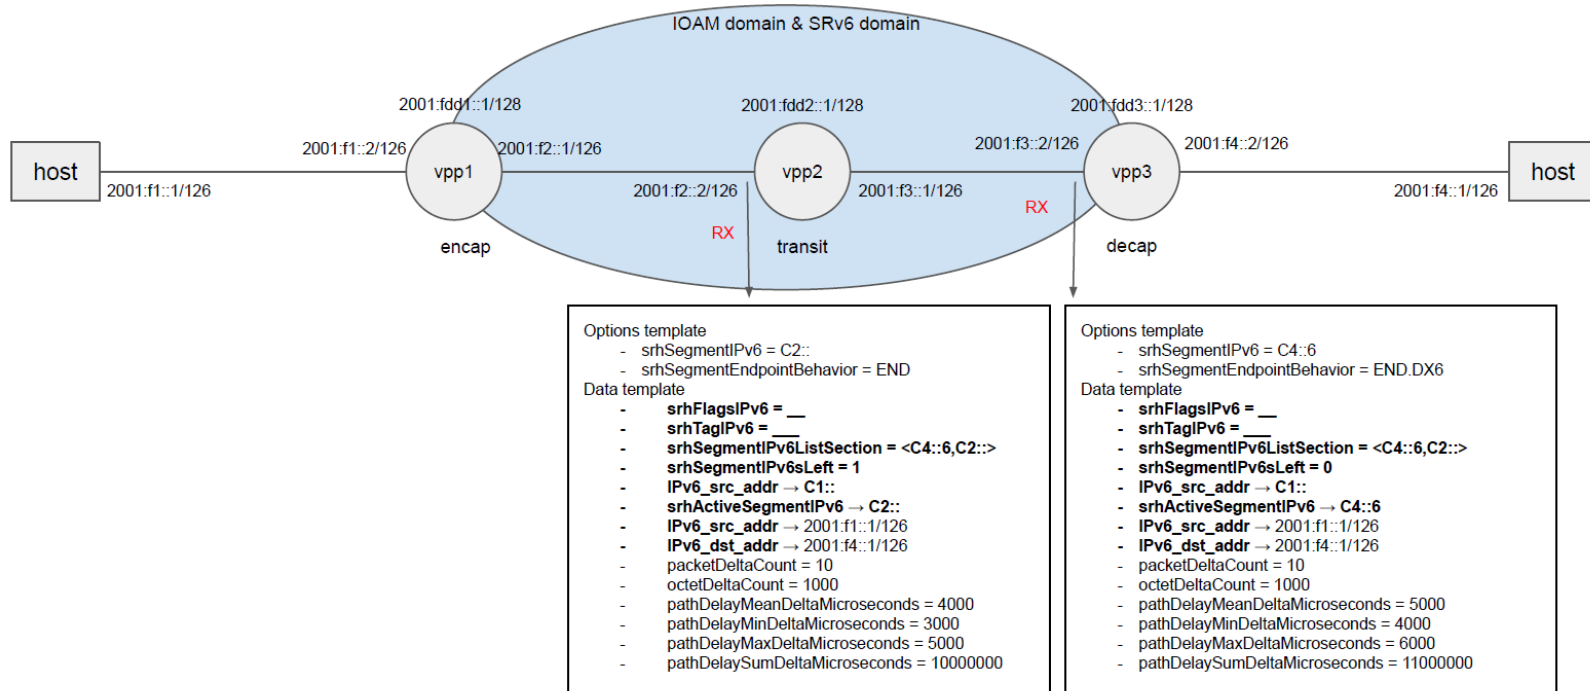 IOAM domain & SRv6 domain
2001:fdd1::1/128
2001:fdd2::1/128
2001:fdd3::1/128
2001:f1::2/126
2001:f2::1/126
2001:f3::2/126
2001:f4::2/126
host
vpp1
vpp2
vpp3
host
2001:f1::1/126
2001:f2::2/126
2001:f3::1/126
2001:f4::1/126
RX
RX
encap
transit
decap
Options template
- srhSegmentIPv6 = C2::
- srhSegmentEndpointBehavior = END
Data template
- srhFlagsIPv6 = __
- srhTagIPv6 = ___
- srhSegmentIPv6ListSection = <C4::6,C2::>
- srhSegmentIPv6sLeft = 1
- IPv6_src_addr → C1::
- srhActiveSegmentIPv6 → C2::
- IPv6_src_addr → 2001:f1::1/126
- IPv6_dst_addr → 2001:f4::1/126
- packetDeltaCount = 10
- octetDeltaCount = 1000
- pathDelayMeanDeltaMicroseconds = 4000
- pathDelayMinDeltaMicroseconds = 3000
- pathDelayMaxDeltaMicroseconds = 5000
- pathDelaySumDeltaMicroseconds = 10000000
Options template
- srhSegmentIPv6 = C4::6
- srhSegmentEndpointBehavior = END.DX6
Data template
- srhFlagsIPv6 = __
- srhTagIPv6 = ___
- srhSegmentIPv6ListSection = <C4::6,C2::>
- srhSegmentIPv6sLeft = 0
- IPv6_src_addr → C1::
- srhActiveSegmentIPv6 → C4::6
- IPv6_src_addr → 2001:f1::1/126
- IPv6_dst_addr → 2001:f4::1/126
- packetDeltaCount = 10
- octetDeltaCount = 1000
- pathDelayMeanDeltaMicroseconds = 5000
- pathDelayMinDeltaMicroseconds = 4000
- pathDelayMaxDeltaMicroseconds = 6000
- pathDelaySumDeltaMicroseconds = 11000000